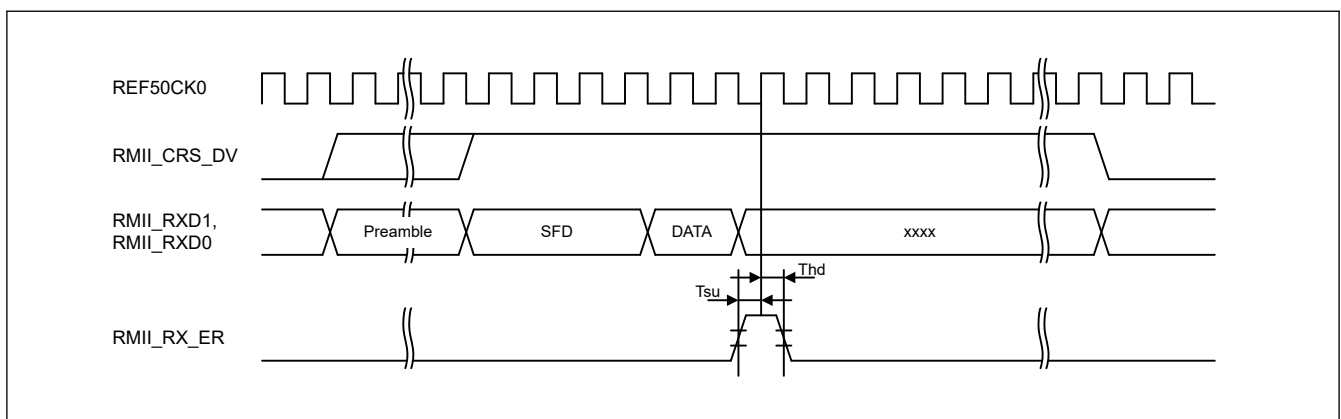 REF50CK0
RMII_CRS_DV
RMII_RXD1,
RMII_RXD0
Preamble
SFD
DATA
xxxx
Thd
Tsu
RMII_RX_ER